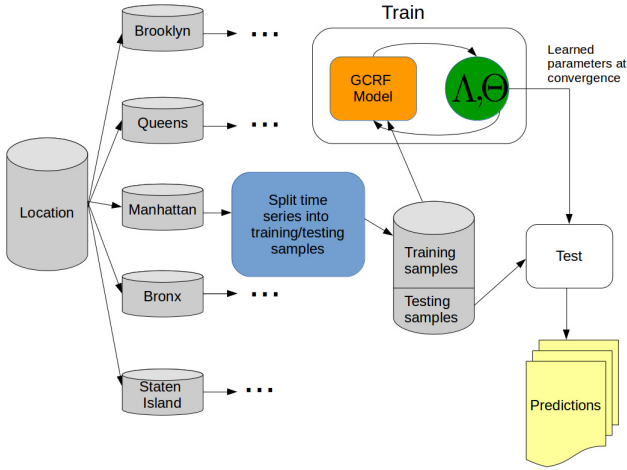 Train
Brooklyn
...
Learned
parameters at
convergence
GCRF
Model
Λ,Θ
Queens
...
Location
Manhattan
Split time
series into
training/testing
samples
Training
samples
Test
Bronx
...
Testing
samples
Staten
Island
...
Predictions